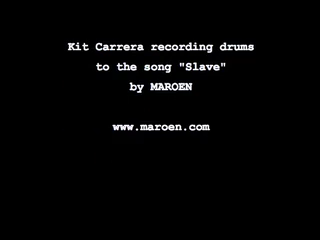 Kit Carrera recording drums
to the song "Slave"
by MAROEN
www.maroen.com